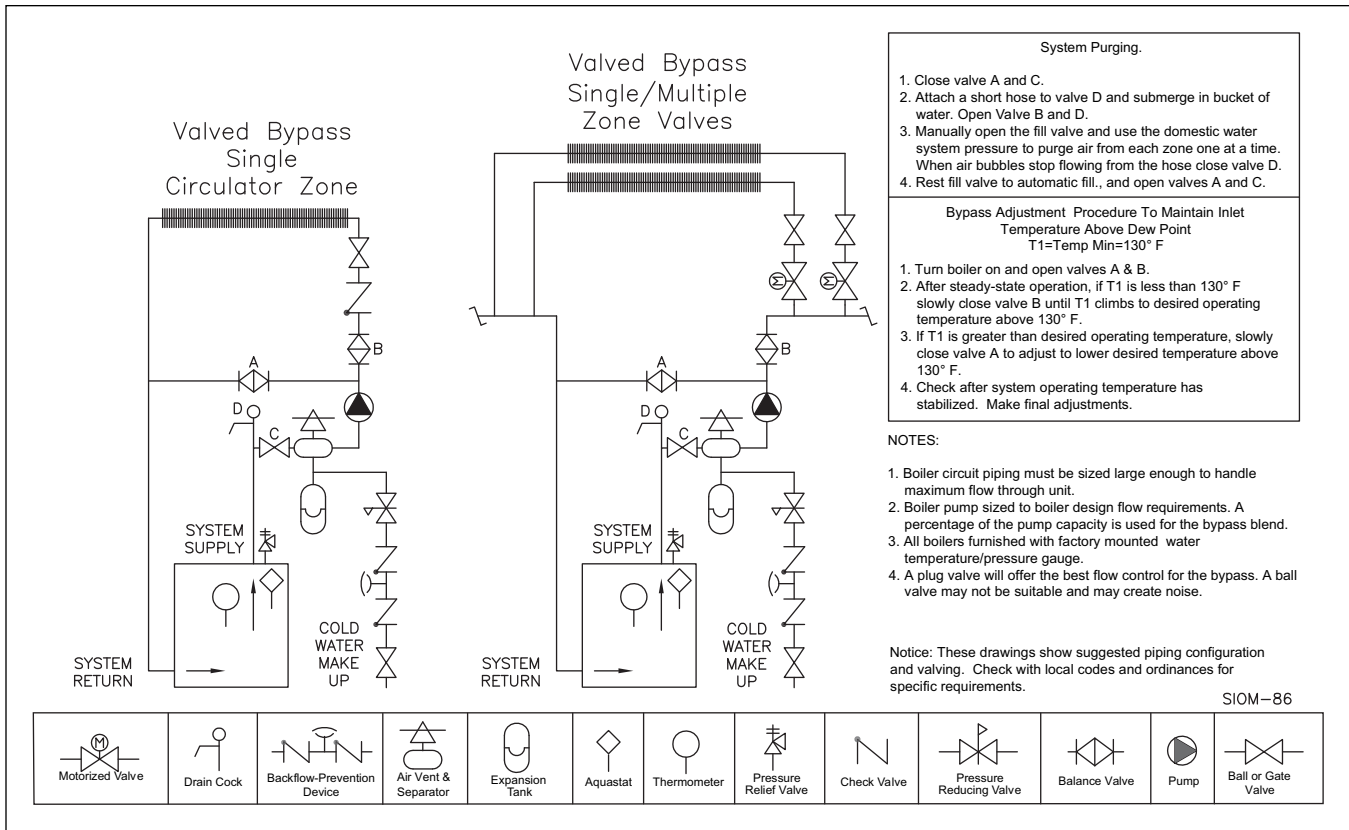 Valved Bypass
Single
Circulator Zone
A
B
D
C
SYSTEM
SUPPLY
COLD
WATER
MAKE
UP
SYSTEM
RETURN
Valved Bypass
Single/Multiple
Zone Valves
M
M
A
B
D
C
SYSTEM
SUPPLY
COLD
WATER
MAKE
UP
SYSTEM
RETURN
System Purging.
1. Close valve A and C.
2. Attach a short hose to valve D and submerge in bucket of
water. Open Valve B and D.
3. Manually open the fill valve and use the domestic water
system pressure to purge air from each zone one at a time.
When air bubbles stop flowing from the hose close valve D.
4. Rest fill valve to automatic fill., and open valves A and C.
Bypass Adjustment Procedure To Maintain Inlet
Temperature Above Dew Point
T1=Temp Min=130° F
1. Turn boiler on and open valves A & B.
2. After steady-state operation, if T1 is less than 130° F
slowly close valve B until T1 climbs to desired operating
temperature above 130° F.
3. If T1 is greater than desired operating temperature, slowly
close valve A to adjust to lower desired temperature above
130° F.
4. Check after system operating temperature has
stabilized. Make final adjustments.
NOTES:
1. Boiler circuit piping must be sized large enough to handle
maximum flow through unit.
2. Boiler pump sized to boiler design flow requirements. A
percentage of the pump capacity is used for the bypass blend.
3. All boilers furnished with factory mounted water
temperature/pressure gauge.
4. A plug valve will offer the best flow control for the bypass. A ball
valve may not be suitable and may create noise.
Notice: These drawings show suggested piping configuration
and valving. Check with local codes and ordinances for
specific requirements.
SIOM-86
M
Motorized Valve
Drain Cock
Backflow-Prevention
Device
Air Vent &
Separator
Expansion
Tank
Aquastat
Thermometer
Pressure
Relief Valve
Check Valve
Pressure
Reducing Valve
Balance Valve
Pump
Ball or Gate
Valve